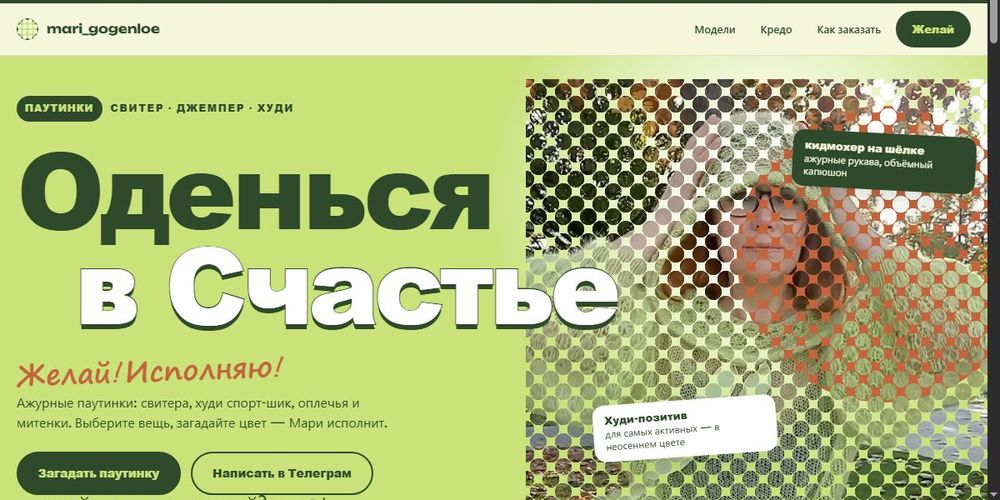 mari_gogenloe
Модели
Кредо
Как заказать
Желай
ПАУТИНКИ
СВИТЕР · ДЖЕМПЕР · ХУДИ
Оденься
в Счастье
кидмохер на шёлке
ажурные рукава, объёмный
капюшон
Желай! Исполняю!
Ажурные паутинки: свитера, худи спорт-шик, оплечья и
митенки. Выберите вещь, загадайте цвет — Мари исполнит.
Худи-позитив
для самых активных — в
неосеннем цвете
Загадать паутинку
Написать в Телеграм